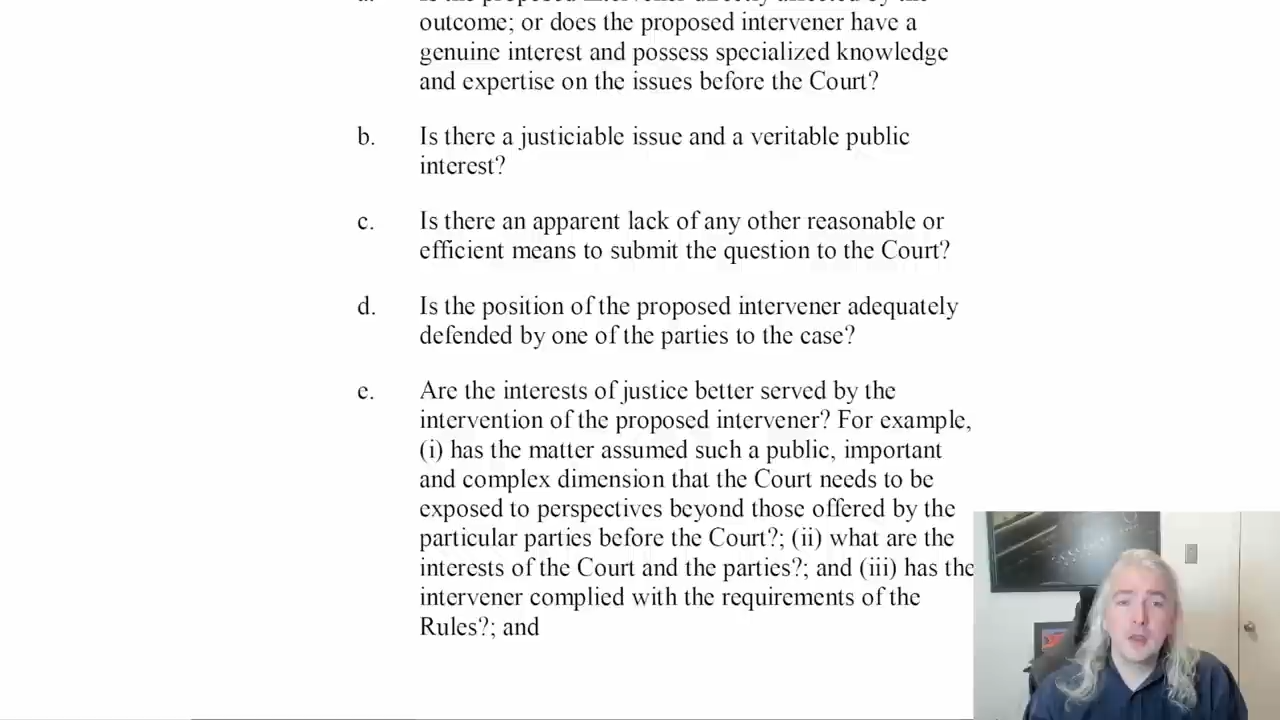 outcome; or does the proposed intervener have a
genuine interest and possess specialized knowledge
and expertise on the issues before the Court?
b. Is there a justiciable issue and a veritable public
interest?
c. Is there an apparent lack of any other reasonable or
efficient means to submit the question to the Court?
d. Is the position of the proposed intervener adequately
defended by one of the parties to the case?
e. Are the interests of justice better served by the
intervention of the proposed intervener? For example,
(i) has the matter assumed such a public, important
and complex dimension that the Court needs to be
exposed to perspectives beyond those offered by the
particular parties before the Court?; (ii) what are the
interests of the Court and the parties?; and (iii) has the
intervener complied with the requirements of the
Rules?; and